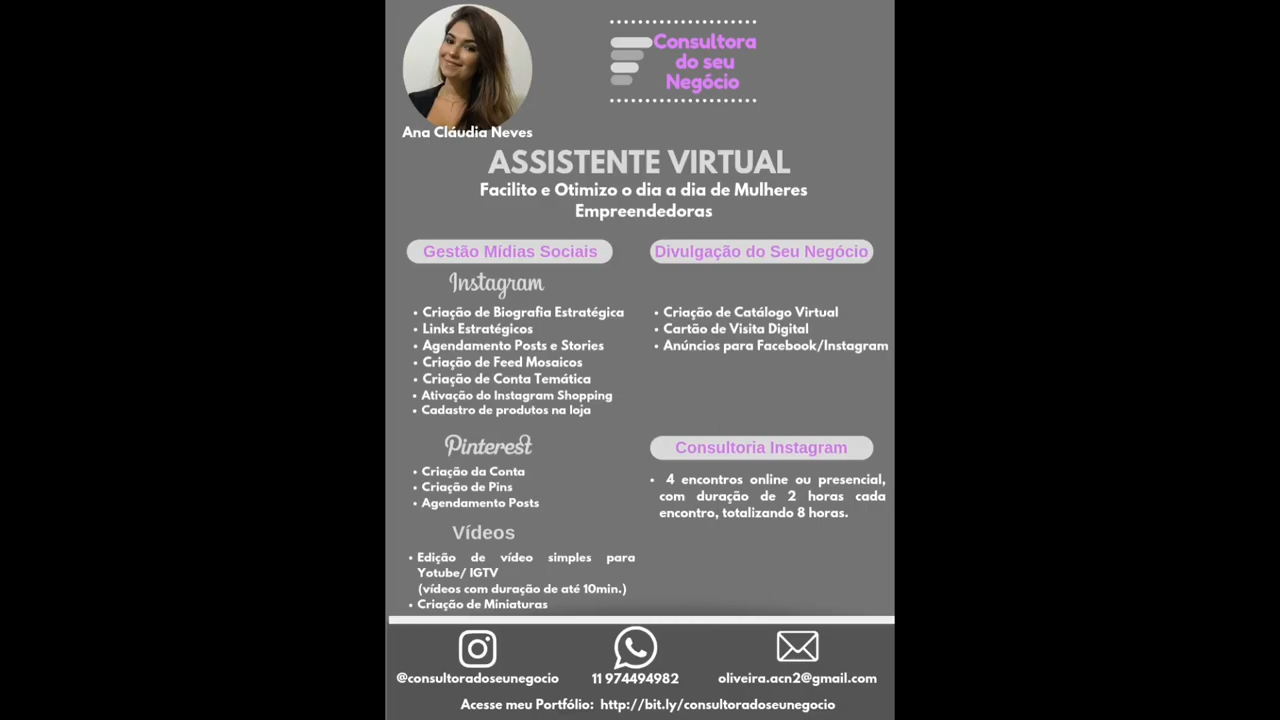 Consultora
do seu
Negócio
Ana Cláudia Neves
ASSISTENTE VIRTUAL
Facilito e Otimizo o dia a dia de Mulheres
Empreendedoras
Gestão Mídias Sociais
Instagram
• Criação de Biografia Estratégica
• Links Estratégicos
• Agendamento Posts e Stories
• Criação de Feed Mosaicos
• Criação de Conta Temática
• Ativação do Instagram Shopping
• Cadastro de produtos na loja
Pinterest
• Criação da Conta
• Criação de Pins
• Agendamento Posts
Vídeos
• Edição de vídeo simples para
Yotube/ IGTV
(vídeos com duração de até 10min.)
• Criação de Miniaturas
Divulgação do Seu Negócio
• Criação de Catálogo Virtual
• Cartão de Visita Digital
• Anúncios para Facebook/Instagram
Consultoria Instagram
• 4 encontros online ou presencial,
com duração de 2 horas cada
encontro, totalizando 8 horas.
@consultoradoseunegocio
11 974494982
oliveira.acn2@gmail.com
Acesse meu Portfólio: http://bit.ly/consultoradoseunegocio